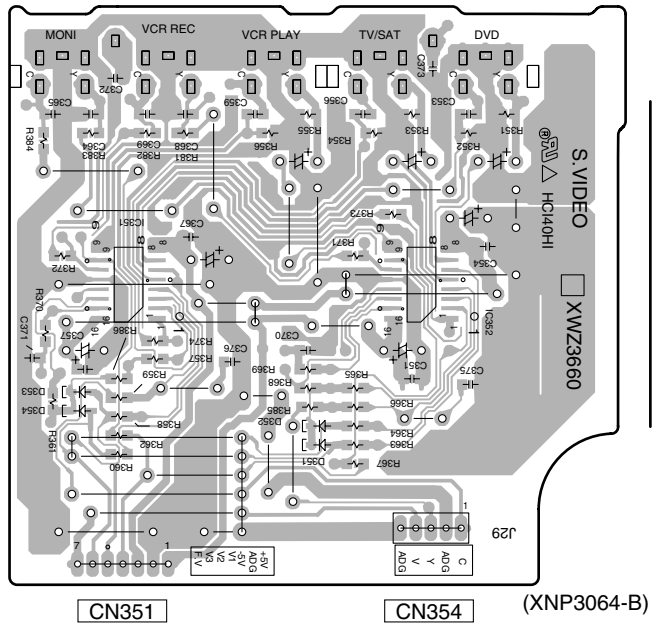 MONI
VCR REC
VCR PLAY
TV/SAT
DVD
C
Y
C
Y
C
Y
C
Y
C
Y
C365
C372
C359
C356
C373
C353
R384
C364
R383
C369
R382
C368
R381
R356
R355
R354
R353
C352
R352
R351
S.VIDEO
HCI40HI
XWZ3660
IC351
C367
R373
R371
R372
C354
R370
C371
C357
R386
R374
R357
R359
C376
C370
R369
R368
R385
D352
R365
C351
C375
IC352
R366
R364
R363
R367
D351
D353
D354
R361
R358
R362
R360
7
1
F.V
V3
V2
V1
-5V
ADG
+5V
1
J29
ADG
V
Y
ADG
C
CN351
CN354
(XNP3064-B)